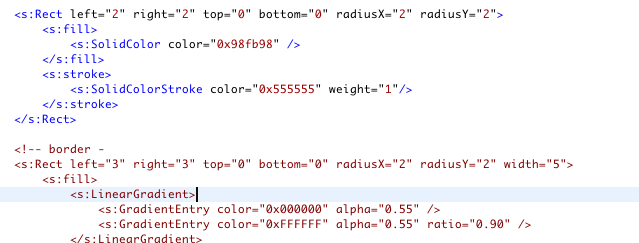 <s:Rect left="2" right="2" top="0" bottom="0" radiusX="2" radiusY="2">
<s:fill>
<s:SolidColor color="0x98fb98" />
</s:fill>
<s:stroke>
<s:SolidColorStroke color="0x555555" weight="1"/>
</s:stroke>
</s:Rect>
<!-- border -
<s:Rect left="3" right="3" top="0" bottom="0" radiusX="2" radiusY="2" width="5">
<s:fill>
<s:LinearGradient>
<s:GradientEntry color="0x000000" alpha="0.55" />
<s:GradientEntry color="0xFFFFFF" alpha="0.55" ratio="0.90" />
</s:LinearGradient>